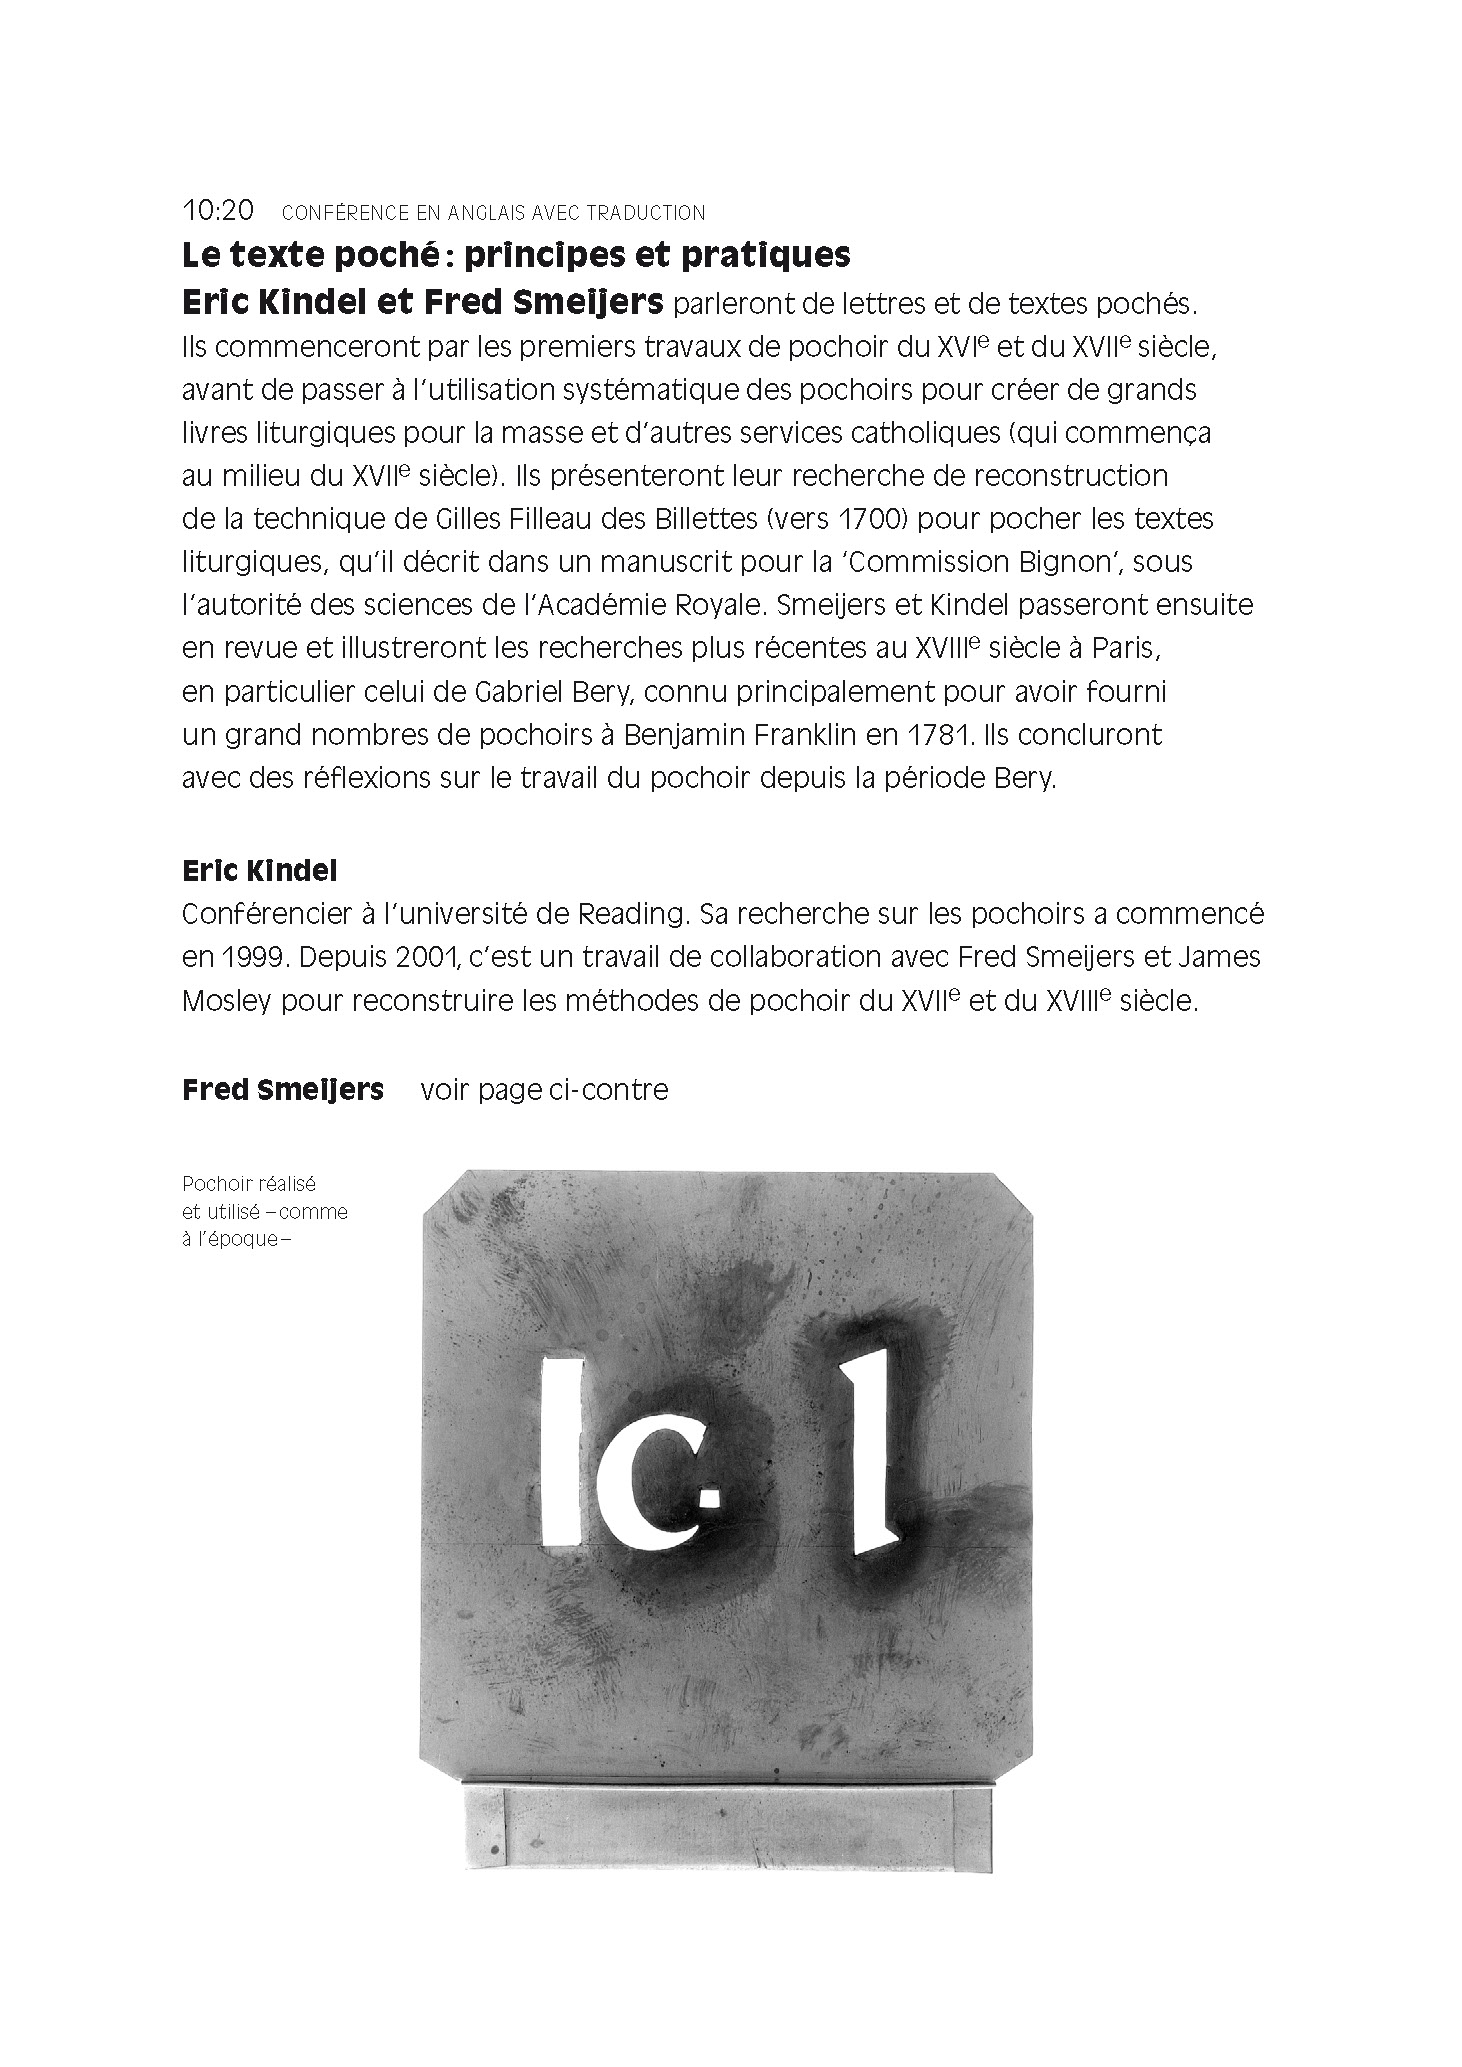 10:20 CONFÉRENCE EN ANGLAIS AVEC TRADUCTION
Le texte poché : principes et pratiques
Eric Kindel et Fred Smeijers parleront de lettres et de textes pochés.
Ils commenceront par les premiers travaux de pochoir du XVIe et du XVIIe siècle,
avant de passer à l’utilisation systématique des pochoirs pour créer de grands
livres liturgiques pour la masse et d’autres services catholiques (qui commença
au milieu du XVIIe siècle). Ils présenteront leur recherche de reconstruction
de la technique de Gilles Filleau des Billettes (vers 1700) pour pocher les textes
liturgiques, qu’il décrit dans un manuscrit pour la ‘Commission Bignon’, sous
l’autorité des sciences de l’Académie Royale. Smeijers et Kindel passeront ensuite
en revue et illustreront les recherches plus récentes au XVIIIe siècle à Paris,
en particulier celui de Gabriel Bery, connu principalement pour avoir fourni
un grand nombres de pochoirs à Benjamin Franklin en 1781. Ils concluront
avec des réflexions sur le travail du pochoir depuis la période Bery.
Eric Kindel
Conférencier à l’université de Reading. Sa recherche sur les pochoirs a commencé
en 1999. Depuis 2001, c’est un travail de collaboration avec Fred Smeijers et James
Mosley pour reconstruire les méthodes de pochoir du XVIIe et du XVIIIe siècle.
Fred Smeijers voir page ci-contre
Pochoir réalisé
et utilisé – comme
à l’époque –
lc. l